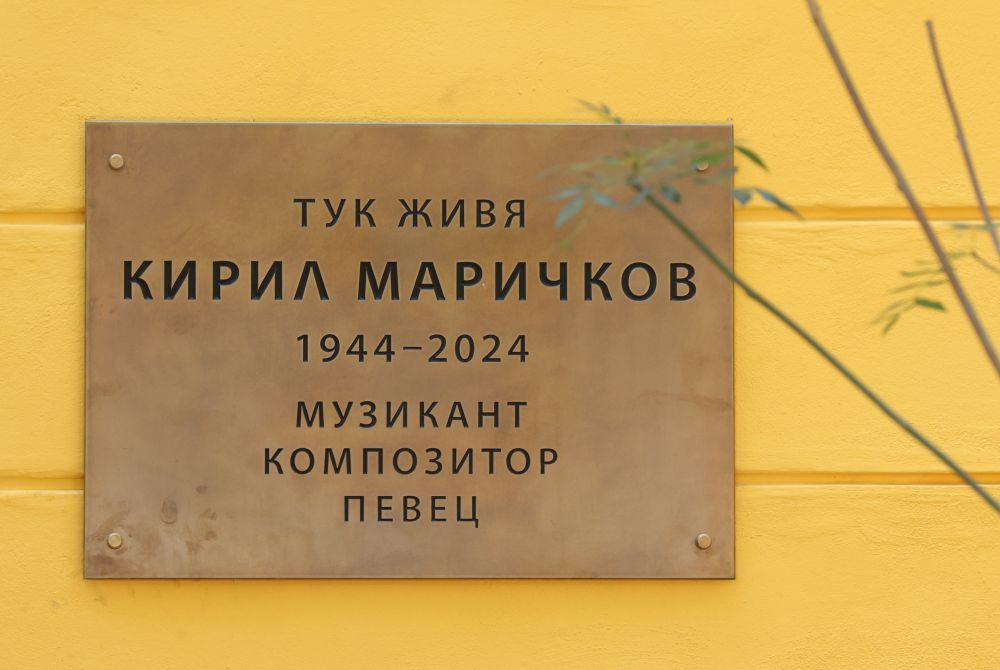 ТУК ЖИВЯ
КИРИЛ МАРИЧКОВ
1944–2024
МУЗИКАНТ
КОМПОЗИТОР
ПЕВЕЦ